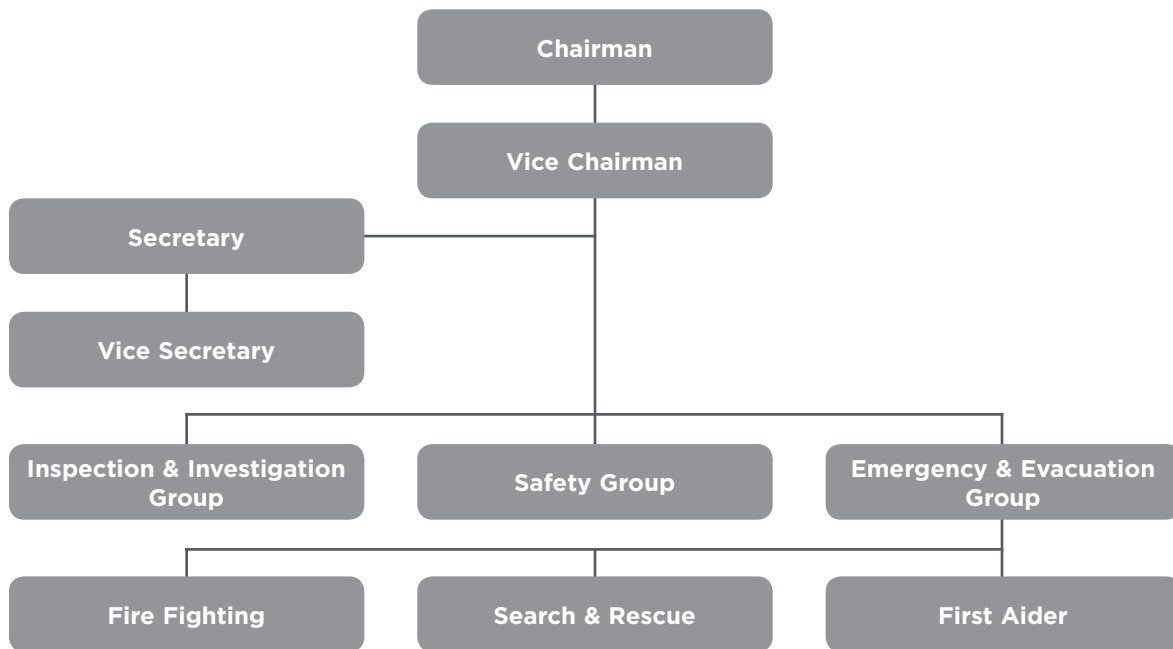 Chairman
Vice Chairman
Secretary
Vice Secretary
Inspection & Investigation
Group
Safety Group
Emergency & Evacuation
Group
Fire Fighting
Search & Rescue
First Aider